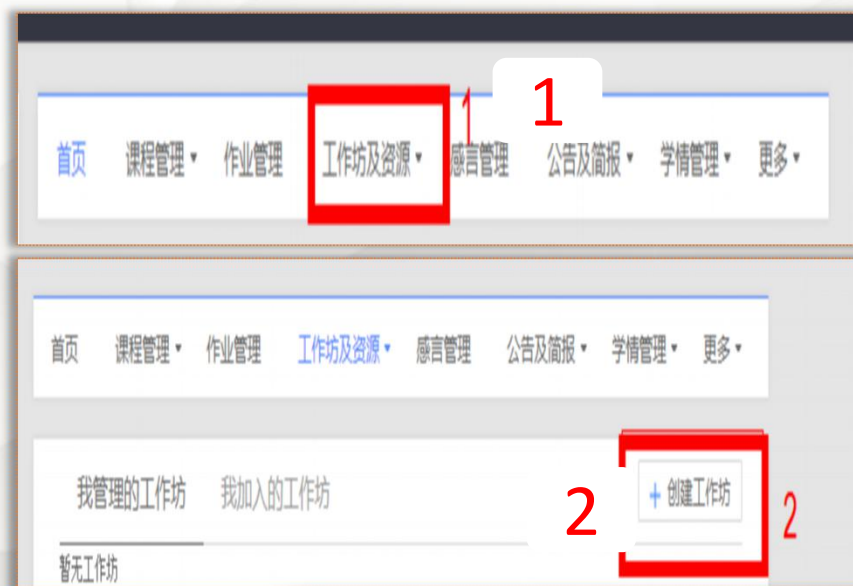 1 1
首页 课程管理 作业管理 工作坊及资源 感言管理 公告及简报 学情管理 更多
首页 课程管理 作业管理 工作坊及资源 感言管理 公告及简报 学情管理 更多
我管理的工作坊 我加入的工作坊 2 + 创建工作坊 2
暂无工作坊